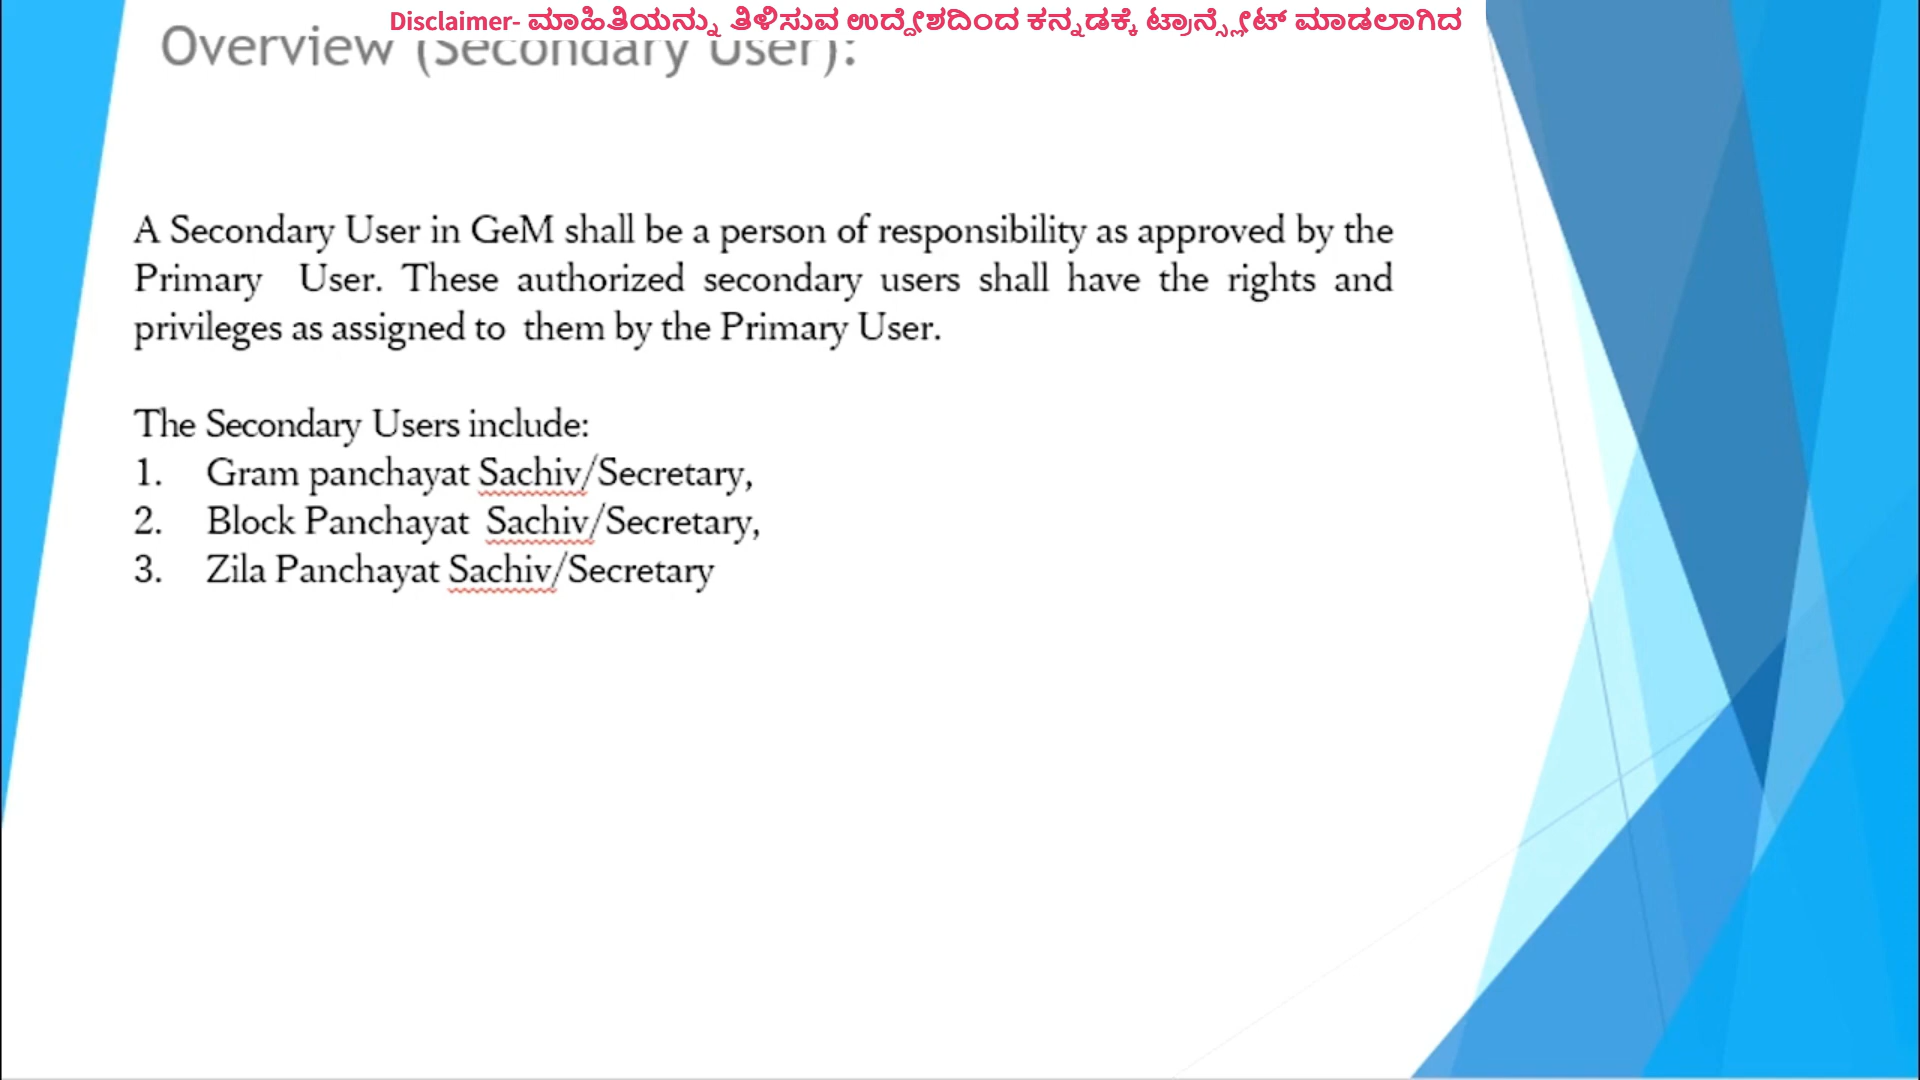 Disclaimer- ಮಾಹಿತಿಯನ್ನು ತಿಳಿಸುವ ಉದ್ದೇಶದಿಂದ ಕನ್ನಡಕ್ಕೆ ಟ್ರಾನ್ಸ್ಲೇಟ್ ಮಾಡಲಾಗಿದ
Overview (Secondary User):
A Secondary User in GeM shall be a person of responsibility as approved by the
Primary User. These authorized secondary users shall have the rights and
privileges as assigned to them by the Primary User.
The Secondary Users include:
1. Gram panchayat Sachiv/Secretary,
2. Block Panchayat Sachiv/Secretary,
3. Zila Panchayat Sachiv/Secretary